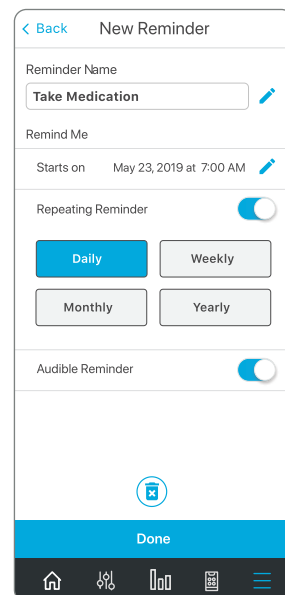 Back New Reminder
Reminder Name
Take Medication
Remind Me
Starts on May 23, 2019 at 7:00 AM
Repeating Reminder
Daily Weekly
Monthly Yearly
Audible Reminder
Done